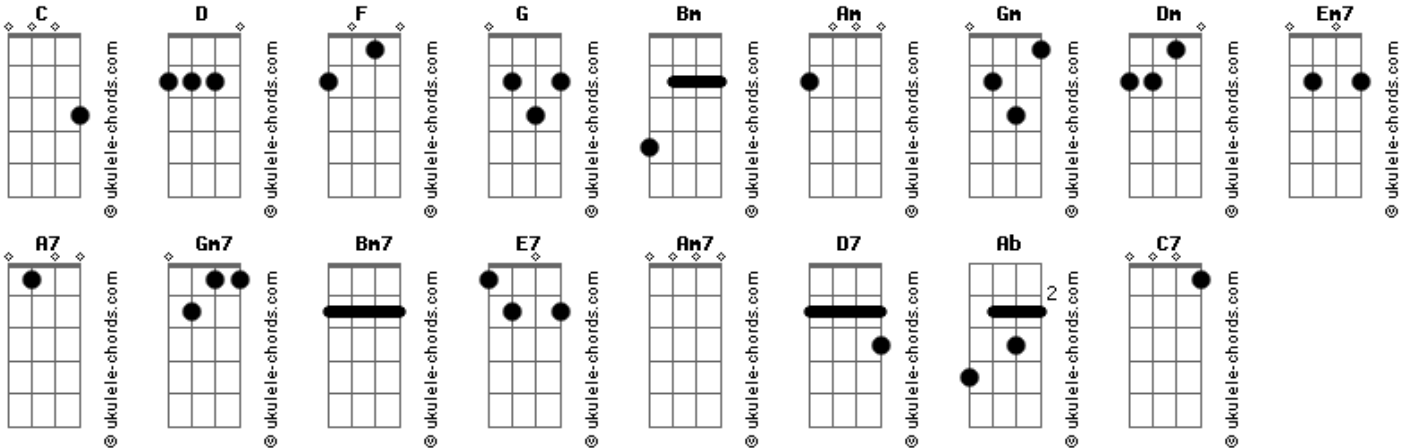 C D F G Bm Am Gm Dm Em7
© ukulele-chords.com © ukulele-chords.com © ukulele-chords.com © ukulele-chords.com © ukulele-chords.com © ukulele-chords.com © ukulele-chords.com © ukulele-chords.com © ukulele-chords.com
A7 Gm7 Bm7 E7 Am7 D7 Ab C7
2
© ukulele-chords.com © ukulele-chords.com © ukulele-chords.com © ukulele-chords.com © ukulele-chords.com © ukulele-chords.com © ukulele-chords.com © ukulele-chords.com